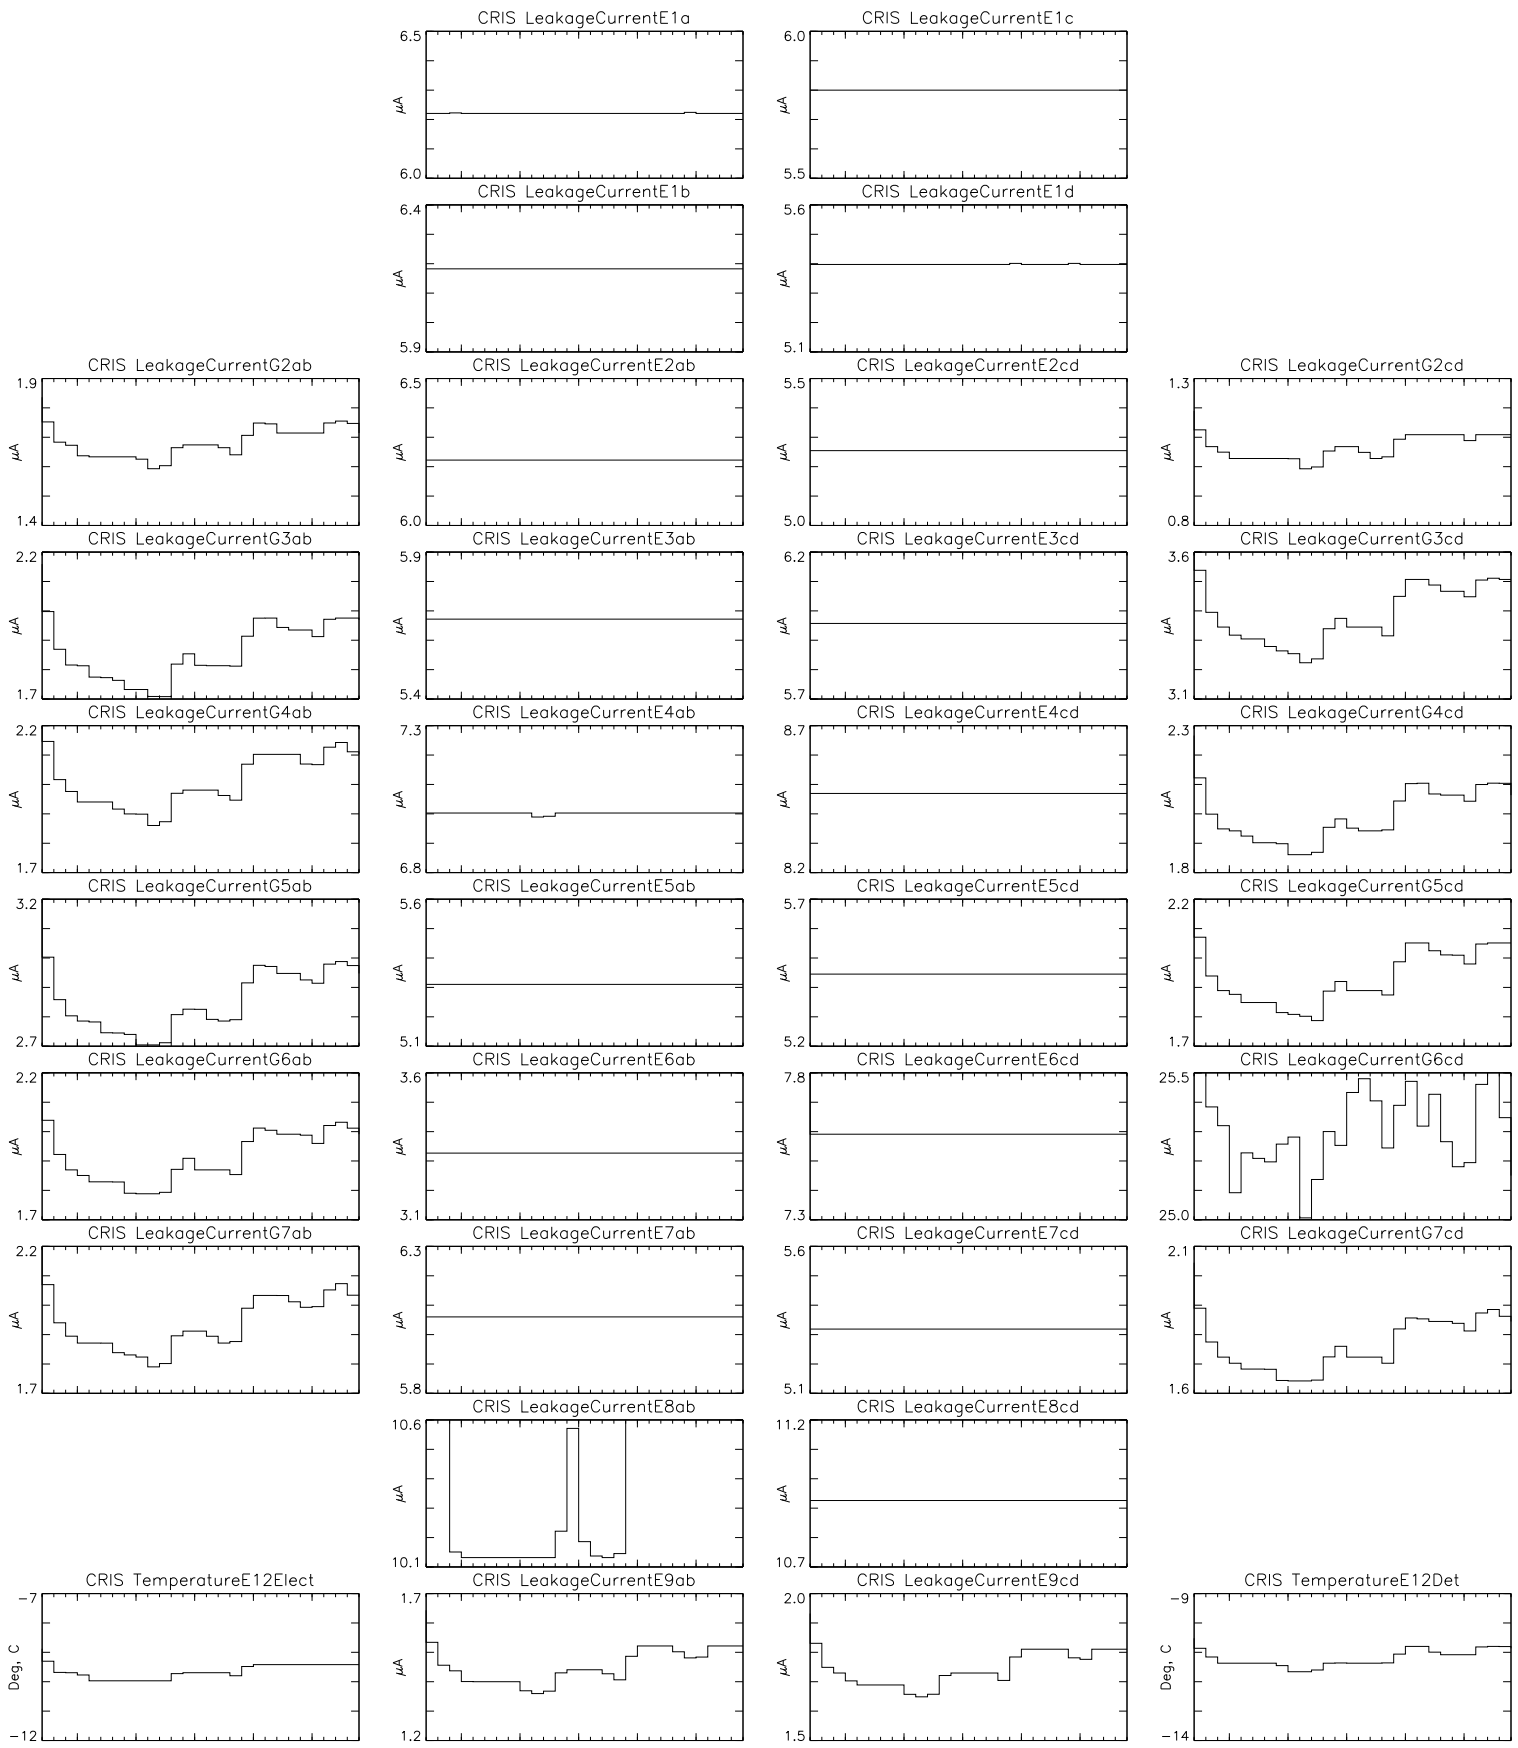 CRIS LeakageCurrentE1a
6.5
μA
6.0
CRIS LeakageCurrentE1c
6.0
μA
5.5
CRIS LeakageCurrentE1b
6.4
μA
5.9
CRIS LeakageCurrentE1d
5.6
μA
5.1
CRIS LeakageCurrentG2ab
1.9
μA
1.4
CRIS LeakageCurrentE2ab
6.5
μA
6.0
CRIS LeakageCurrentE2cd
5.5
μA
5.0
CRIS LeakageCurrentG2cd
1.3
μA
0.8
CRIS LeakageCurrentG3ab
2.2
μA
1.7
CRIS LeakageCurrentE3ab
5.9
μA
5.4
CRIS LeakageCurrentE3cd
6.2
μA
5.7
CRIS LeakageCurrentG3cd
3.6
μA
3.1
CRIS LeakageCurrentG4ab
2.2
μA
1.7
CRIS LeakageCurrentE4ab
7.3
μA
6.8
CRIS LeakageCurrentE4cd
8.7
μA
8.2
CRIS LeakageCurrentG4cd
2.3
μA
1.8
CRIS LeakageCurrentG5ab
3.2
μA
2.7
CRIS LeakageCurrentE5ab
5.6
μA
5.1
CRIS LeakageCurrentE5cd
5.7
μA
5.2
CRIS LeakageCurrentG5cd
2.2
μA
1.7
CRIS LeakageCurrentG6ab
2.2
μA
1.7
CRIS LeakageCurrentE6ab
3.6
μA
3.1
CRIS LeakageCurrentE6cd
7.8
μA
7.3
CRIS LeakageCurrentG6cd
25.5
μA
25.0
CRIS LeakageCurrentG7ab
2.2
μA
1.7
CRIS LeakageCurrentE7ab
6.3
μA
5.8
CRIS LeakageCurrentE7cd
5.6
μA
5.1
CRIS LeakageCurrentG7cd
2.1
μA
1.6
CRIS LeakageCurrentE8ab
10.6
μA
10.1
CRIS LeakageCurrentE8cd
11.2
μA
10.7
CRIS TemperatureE12Elect
-7
Deg, C
-12
CRIS LeakageCurrentE9ab
1.7
μA
1.2
CRIS LeakageCurrentE9cd
2.0
μA
1.5
CRIS TemperatureE12Det
-9
Deg, C
-14